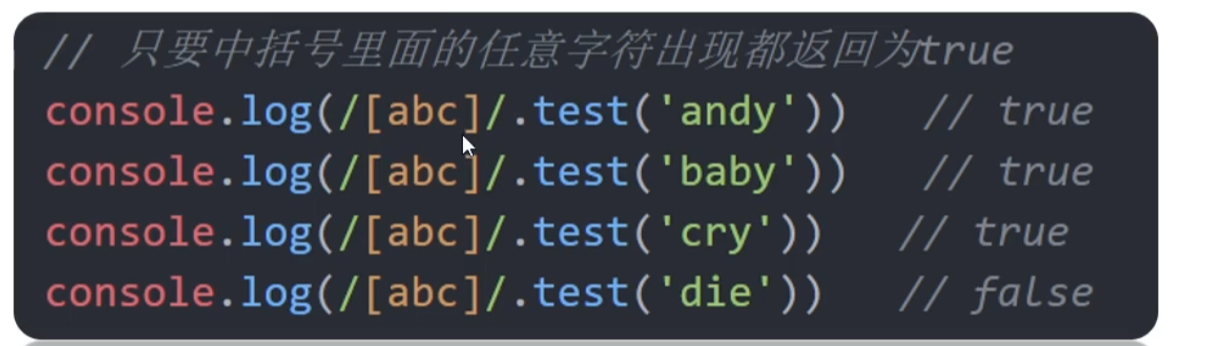 // 只要中括号里面的任意字符出现都返回为true
console.log(/[abc]/.test('andy')) // true
console.log(/[abc]/.test('baby')) // true
console.log(/[abc]/.test('cry')) // true
console.log(/[abc]/.test('die')) // false